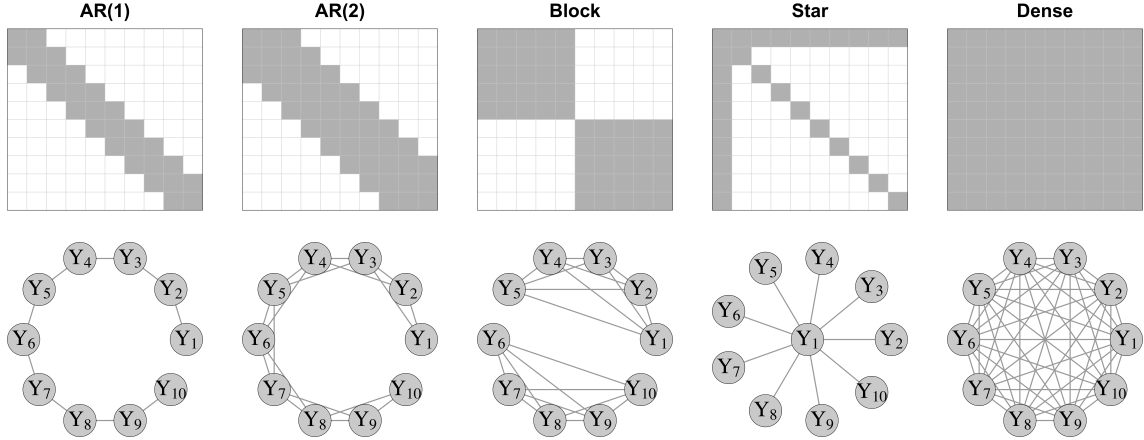 AR(1) AR(2) Block Star Dense
Y4 Y3 Y4 Y3 Y4 Y3 Y5 Y4 Y4 Y3
Y5 Y2 Y5 Y2 Y5 Y2 Y3 Y5 Y2
Y6 Y1 Y6 Y1 Y6 Y1 Y6 Y1 Y2 Y6 Y1
Y7 Y10 Y7 Y10 Y7 Y10 Y7 Y10 Y7 Y10
Y8 Y9 Y8 Y9 Y8 Y9 Y8 Y9 Y8 Y9